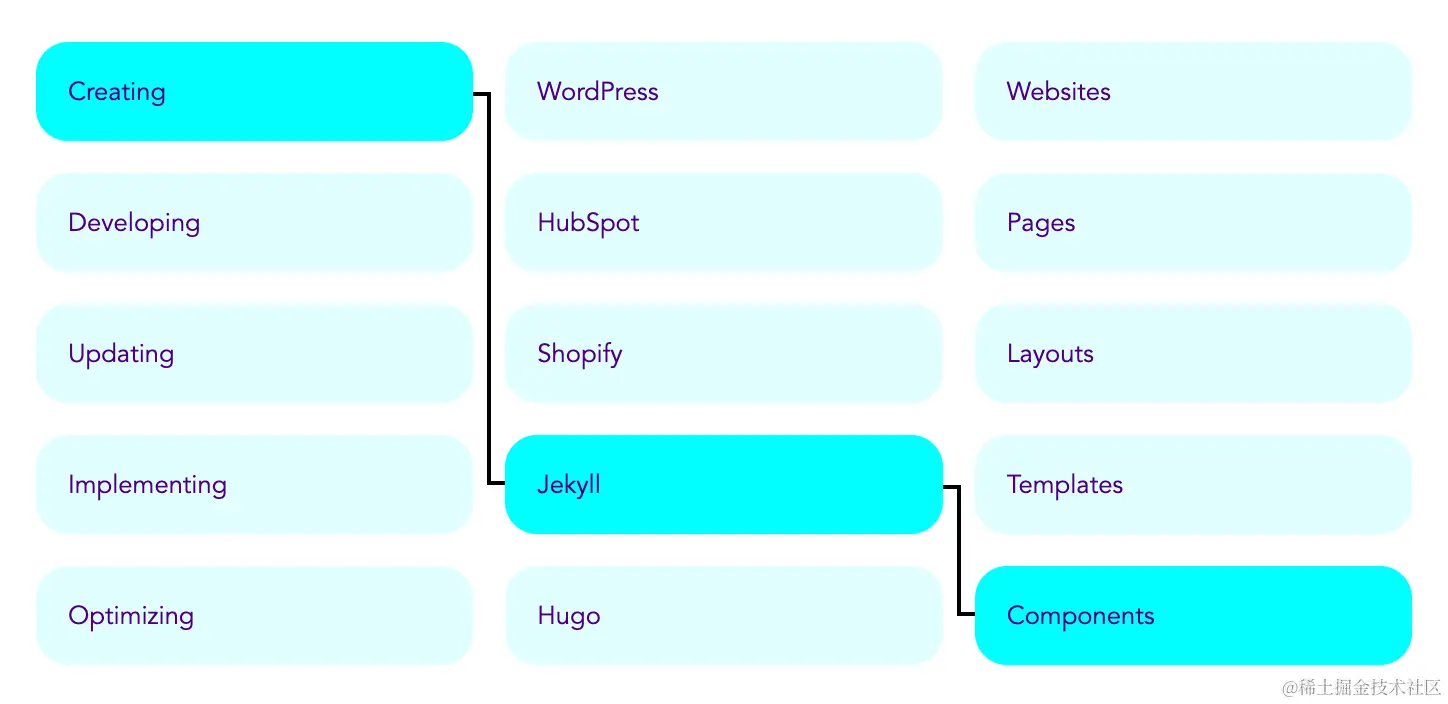 Creating
WordPress
Websites
Developing
HubSpot
Pages
Updating
Shopify
Layouts
Implementing
Jekyll
Templates
Optimizing
Hugo
Components
@稀土掘金技术社区